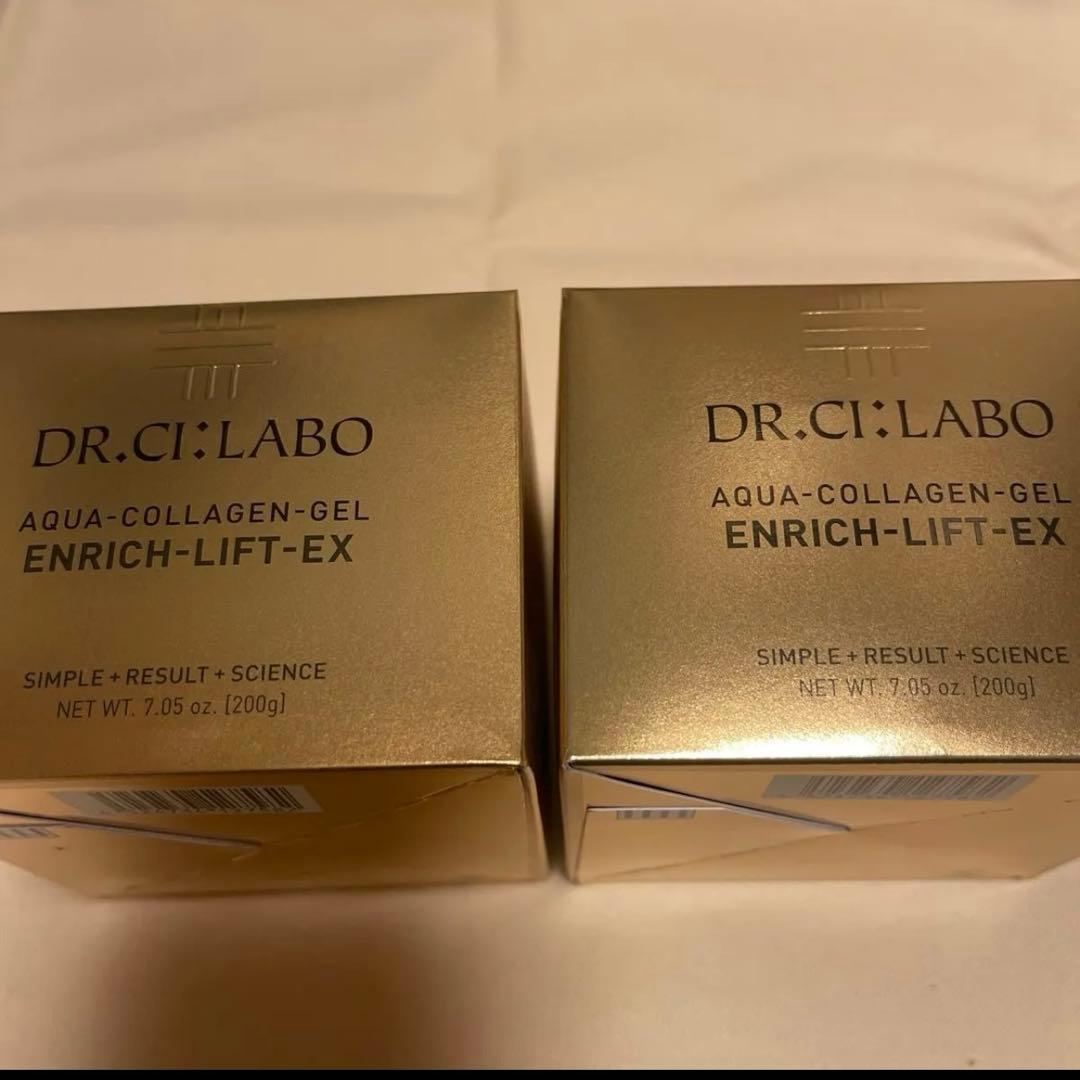 DR.CI:LABO
AQUA-COLLAGEN-GEL
ENRICH-LIFT-EX
SIMPLE+RESULT+SCIENCE
NET WT. 7.05 oz. [200g]
DR.CI:LABO
AQUA-COLLAGEN-GEL
ENRICH-LIFT-EX
SIMPLE+RESULT+SCIENCE
NET WT. 7.05 oz. [200g]